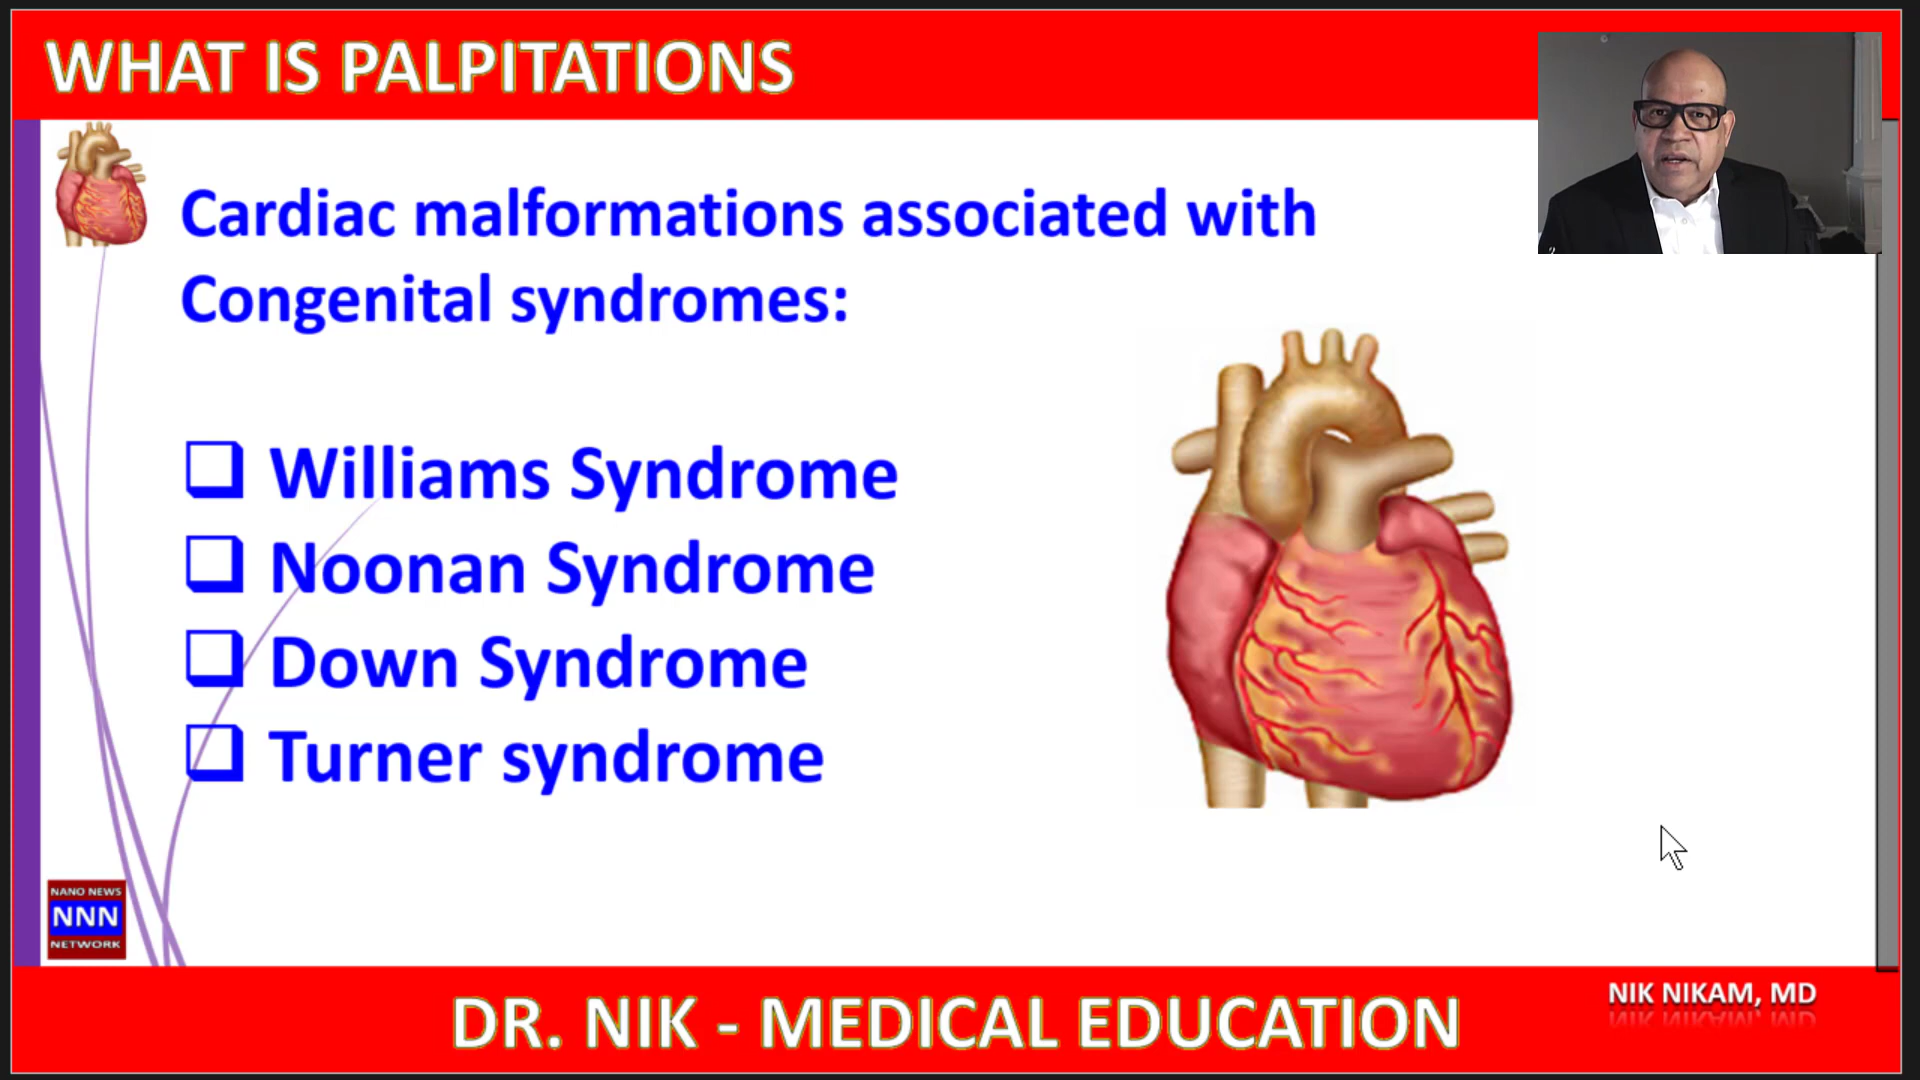 WHAT IS PALPITATIONS
Cardiac malformations associated with
Congenital syndromes:
❑ Williams Syndrome
❑ Noonan Syndrome
❑ Down Syndrome
❑ Turner syndrome
NANO NEWS
NNN
NETWORK
DR. NIK - MEDICAL EDUCATION
NIK NIKAM, MD